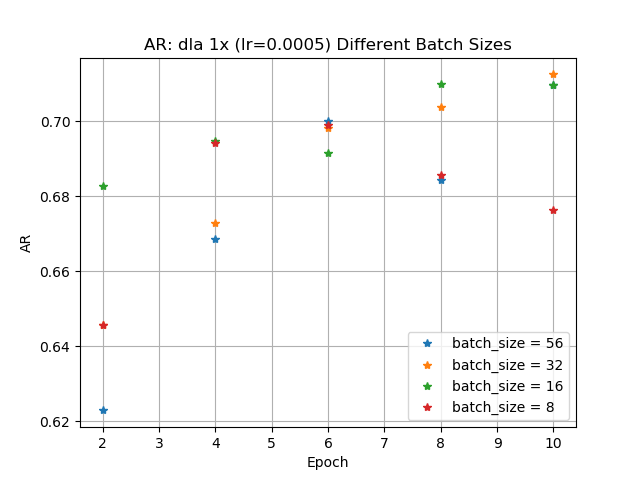 AR: dla 1x (lr=0.0005) Different Batch Sizes
0.70
0.68
0.66
0.64
0.62
AR
2 3 4 5 6 7 8 9 10
Epoch
batch_size = 56
batch_size = 32
batch_size = 16
batch_size = 8